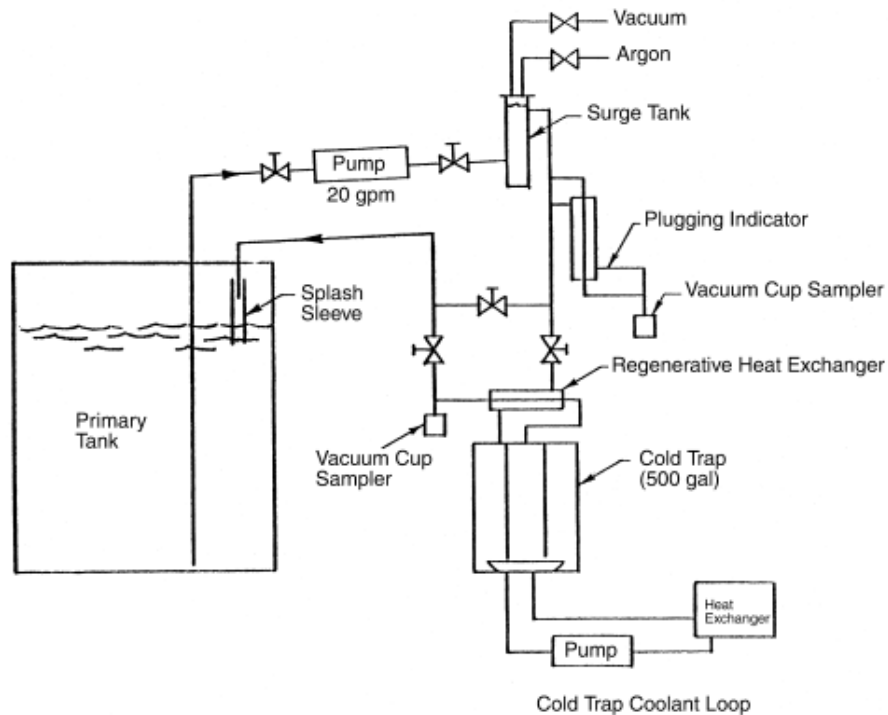 Vacuum
Argon
Surge Tank
Pump
20 gpm
Plugging Indicator
Splash
Sleeve
Vacuum Cup Sampler
Regenerative Heat Exchanger
Primary
Tank
Vacuum Cup
Sampler
Cold Trap
(500 gal)
Heat
Exchanger
Pump
Cold Trap Coolant Loop